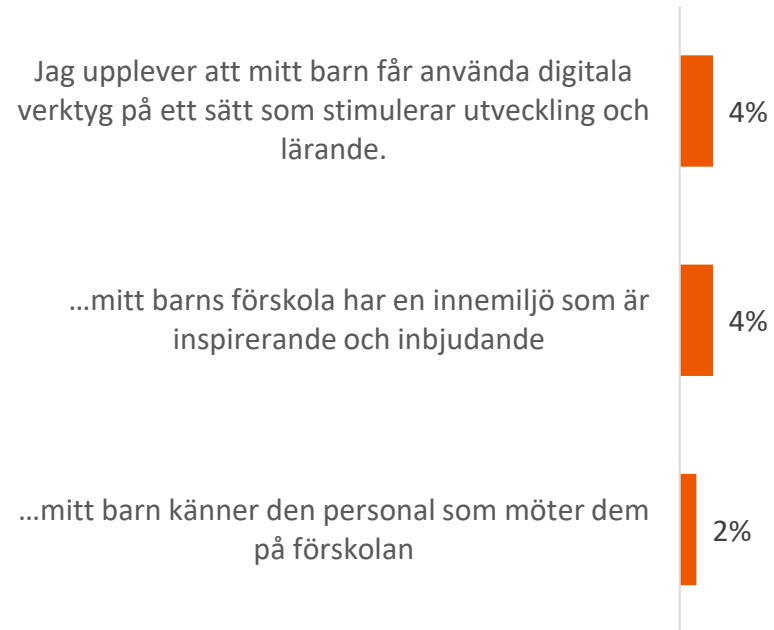 Jag upplever att mitt barn får använda digitala
verktyg på ett sätt som stimulerar utveckling och
lärande.
4%
...mitt barns förskola har en innemiljö som är
inspirerande och inbjudande
4%
...mitt barn känner den personal som möter dem
på förskolan
2%